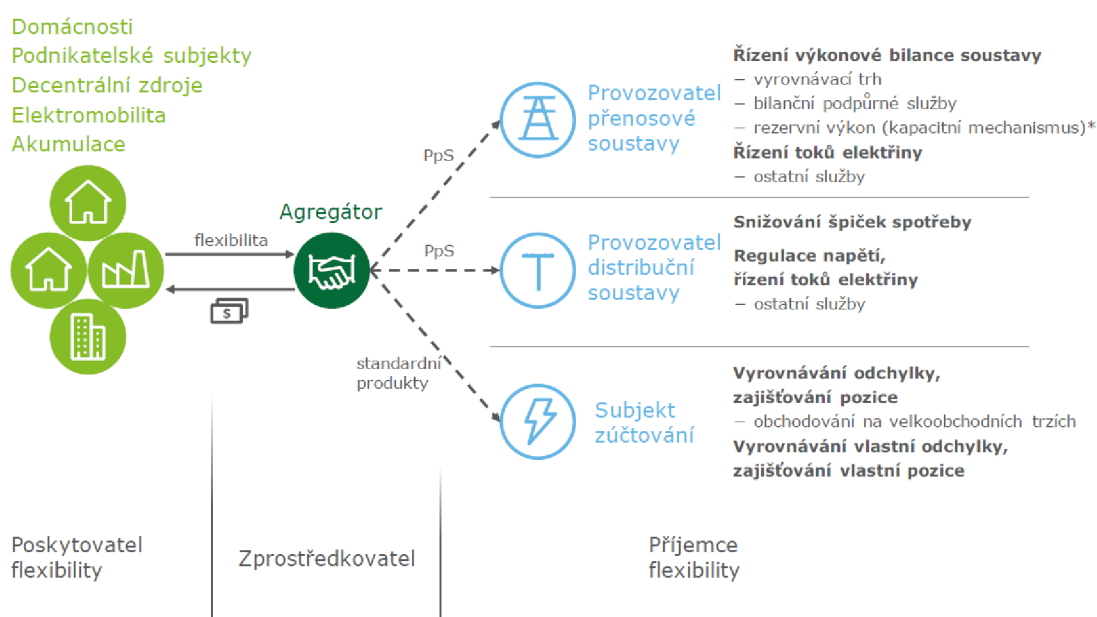 Domácnosti
Podnikatelské subjekty
Decentrální zdroje
Elektromobilita
Akumulace
flexibilita
$
Agregátor
PpS
PpS
standardní
produkty
Provozovatel
přenosové
soustavy
Řízení výkonové bilance soustavy
– vyrovnávací trh
– bilanční podpůrné služby
– rezervní výkon (kapacitní mechanismus)*
Řízení toků elektřiny
– ostatní služby
Provozovatel
distribuční
soustavy
Snižování špiček spotřeby
Regulace napětí,
řízení toků elektřiny
– ostatní služby
Subjekt
zúčtování
Vyrovnávání odchylky,
zajišťování pozice
– obchodování na velkoobchodních trzích
Vyrovnávání vlastní odchylky,
zajišťování vlastní pozice
Poskytovatel
flexibility
Zprostředkovatel
Příjemce
flexibility